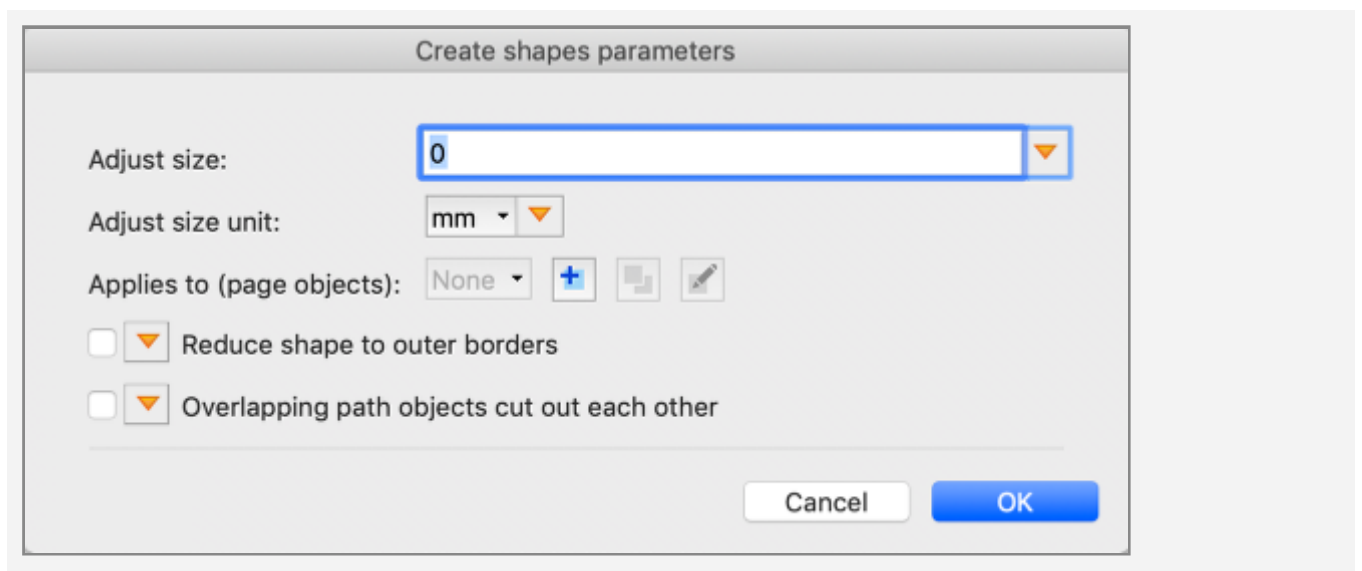 Create shapes parameters
Adjust size: 0
Adjust size unit: mm
Applies to (page objects): None
Reduce shape to outer borders
Overlapping path objects cut out each other
Cancel OK